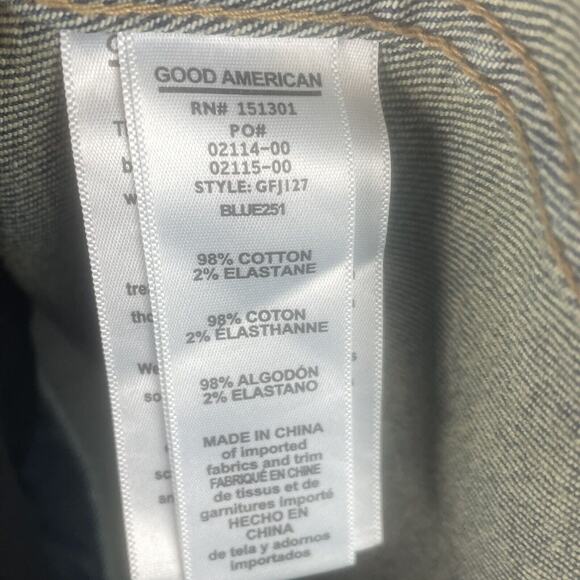 GOOD AMERICAN
RN# 151301
PO#
02114-00
02115-00
STYLE: GFJ127
BLUE251
98% COTTON
2% ELASTANE
98% COTON
2% ÉLASTHANNE
98% ALGODÓN
2% ELASTANO
MADE IN CHINA
of imported
fabrics and trim
FABRIQUÉ EN CHINE
de tissus et de
garnitures importé
HECHO EN
CHINA
de tela y adornos
importados